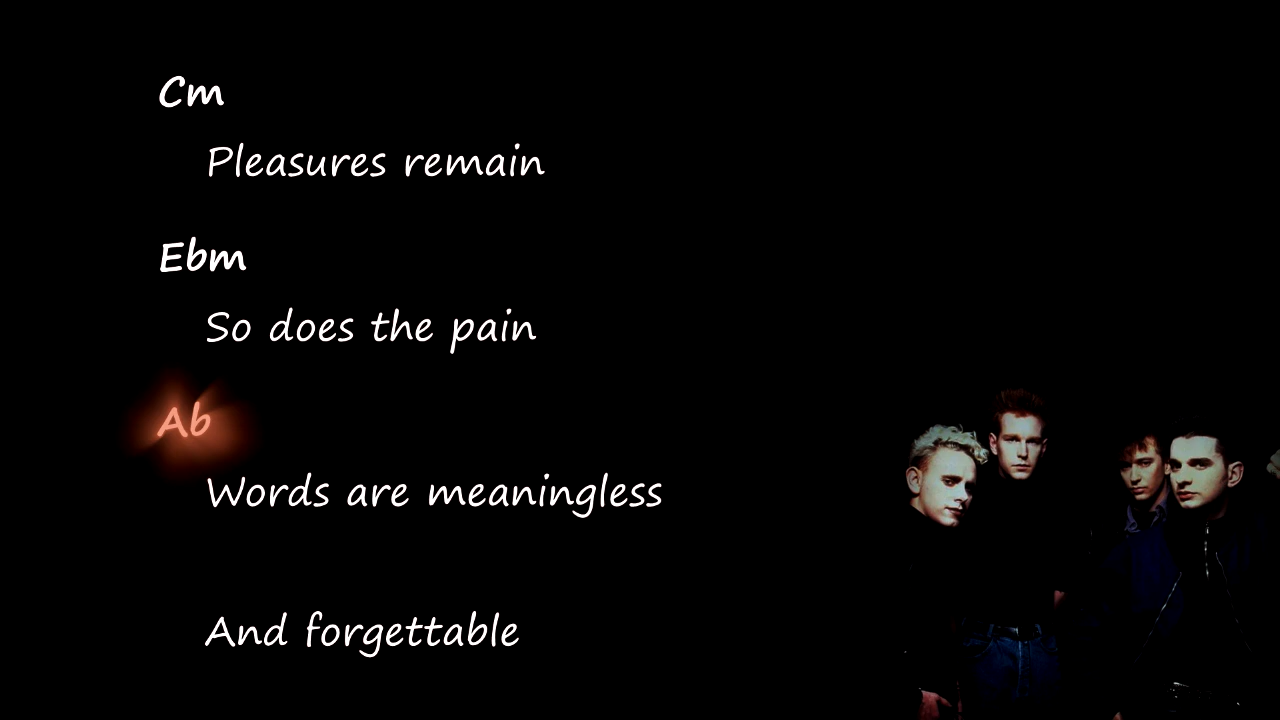 Cm
Pleasures remain
Ebm
So does the pain
Ab
Words are meaningless
And forgettable